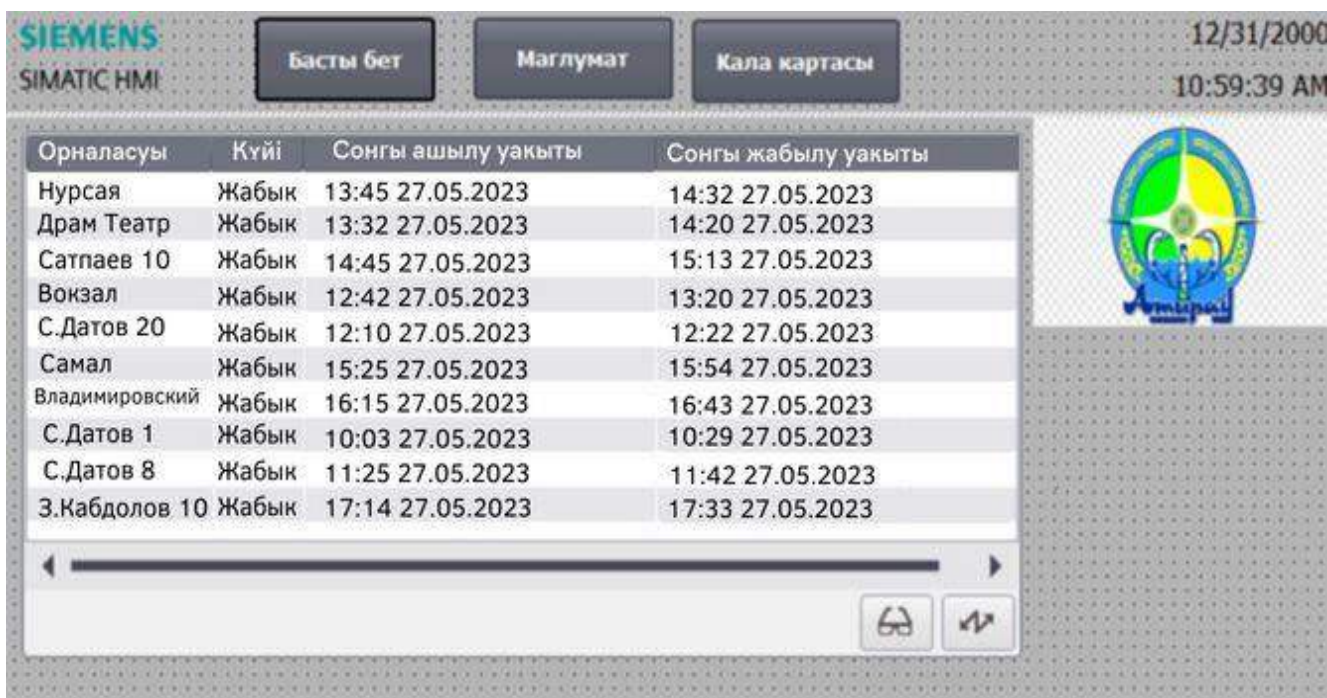 SIEMENS
SIMATIC HMI
Басты бет
Маглумат
Кала картасы
12/31/2000
10:59:39 AM
Орналасуы Күйі Сонгы ашылу уакыты Сонгы жабылу уакыты
Нурсая Жабык 13:45 27.05.2023 14:32 27.05.2023
Драм Театр Жабык 13:32 27.05.2023 14:20 27.05.2023
Сатпаев 10 Жабык 14:45 27.05.2023 15:13 27.05.2023
Вокзал Жабык 12:42 27.05.2023 13:20 27.05.2023
С.Датов 20 Жабык 12:10 27.05.2023 12:22 27.05.2023
Самал Жабык 15:25 27.05.2023 15:54 27.05.2023
Владимировский Жабык 16:15 27.05.2023 16:43 27.05.2023
С.Датов 1 Жабык 10:03 27.05.2023 10:29 27.05.2023
С.Датов 8 Жабык 11:25 27.05.2023 11:42 27.05.2023
З.Кабдолов 10 Жабык 17:14 27.05.2023 17:33 27.05.2023
Атырау